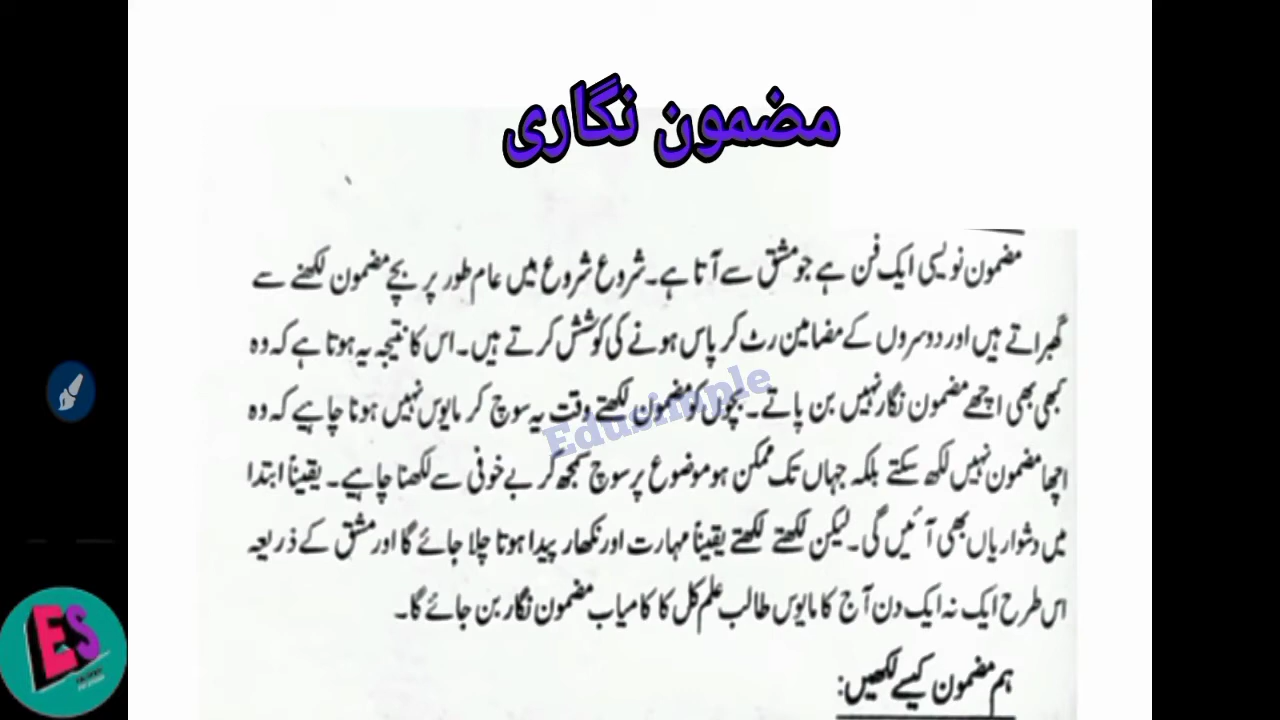 مضمون نگاری
مضمون نویسی ایک فن ہے جو مشق سے آتا ہے۔ شروع شروع میں عام طور پر بچے مضمون لکھنے سے
گھبراتے ہیں اور دوسروں کے مضامین رٹ کر پاس ہونے کی کوشش کرتے ہیں۔ اس کا نتیجہ یہ ہوتا ہے کہ وہ
کبھی بھی اچھے مضمون نگار نہیں بن پاتے۔ بچوں کو مضمون لکھتے وقت یہ سوچ کر مایوس نہیں ہونا چاہیے کہ وہ
اچھا مضمون نہیں لکھ سکتے بلکہ جہاں تک ممکن ہو موضوع پر سوچ سمجھ کر بے خوفی سے لکھنا چاہیے۔ یقیناً ابتدا
میں دشواریاں بھی آئیں گی۔ لیکن لکھتے لکھتے یقیناً مہارت اور نکھار پیدا ہوتا چلا جائے گا اور مشق کے ذریعہ
اس طرح ایک نہ ایک دن آج کا مایوس طالب علم کل کا کامیاب مضمون نگار بن جائے گا۔
ہم مضمون کیسے لکھیں:
Edusimple
ES